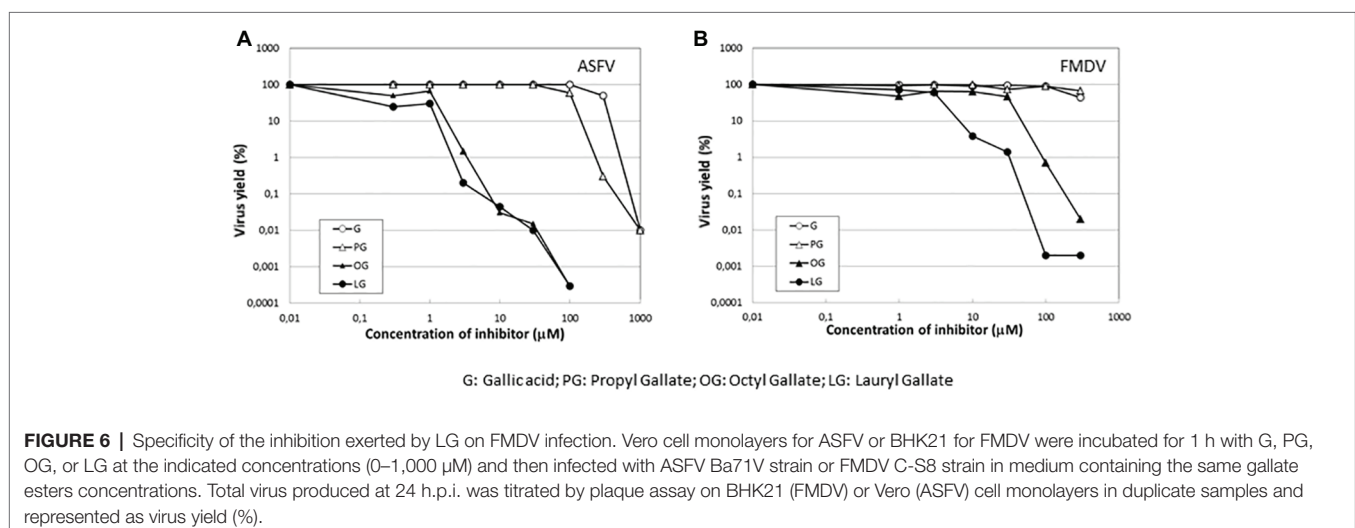 A
B
1000
ASFV
100
10
1
0,1
0,01
0,001
0,0001
Virus yield (%)
G
PG
OG
LG
0,01
0,1
1
10
100
1000
Concentration of inhibitor (µM)
1000
FMDV
100
10
1
0,1
0,01
0,001
0,0001
Virus yield (%)
G
PG
OG
LG
0,01
0,1
1
10
100
1000
Concentration of inhibitor (µM)
G: Gallic acid; PG: Propyl Gallate; OG: Octyl Gallate; LG: Lauryl Gallate
FIGURE 6 | Specificity of the inhibition exerted by LG on FMDV infection. Vero cell monolayers for ASFV or BHK21 for FMDV were incubated for 1 h with G, PG,
OG, or LG at the indicated concentrations (0–1,000 µM) and then infected with ASFV Ba71V strain or FMDV C-S8 strain in medium containing the same gallate
esters concentrations. Total virus produced at 24 h.p.i. was titrated by plaque assay on BHK21 (FMDV) or Vero (ASFV) cell monolayers in duplicate samples and
represented as virus yield (%).